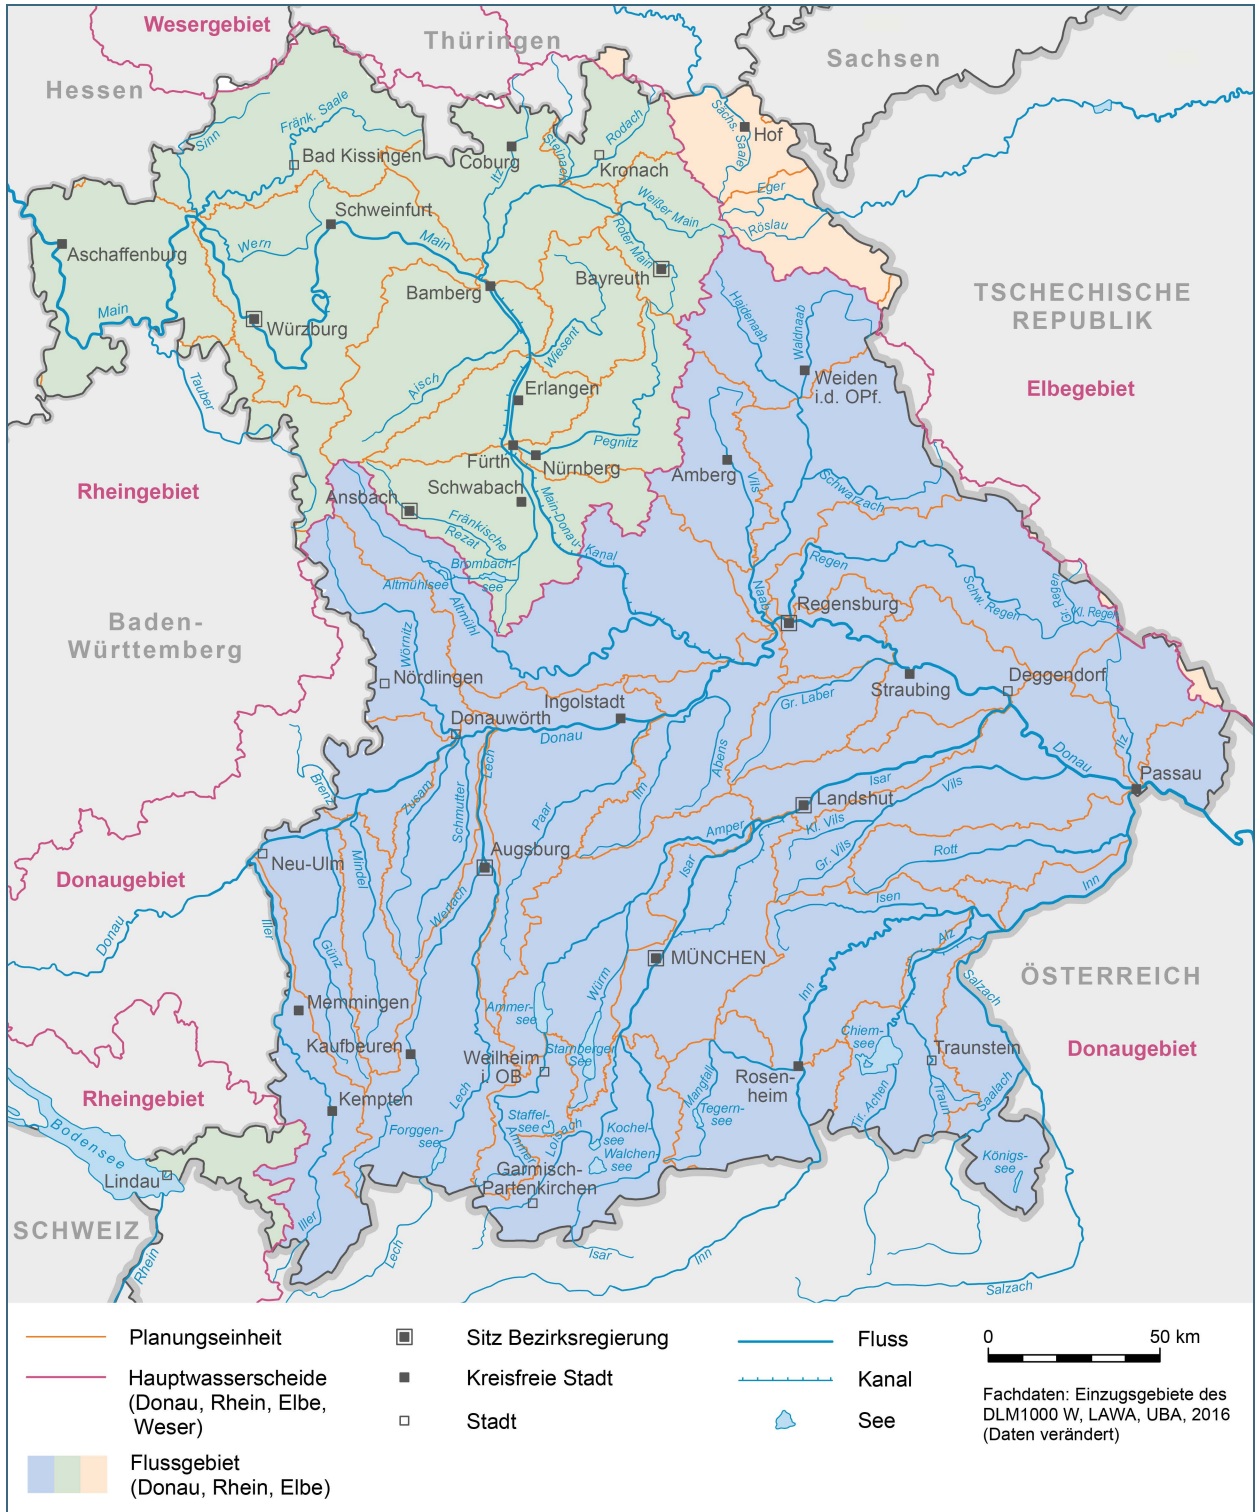 Wesergebiet
Thüringen
Sachsen
Hessen
Sinn
Fränk. Saale
Bad Kissingen
Coburg
Itz
Steinach
Rodach
Kronach
Sächs. Saale
Hof
Eger
Röslau
Weißer Main
Roter Main
Schweinfurt
Main
Wern
Aschaffenburg
Main
Bamberg
Bayreuth
Würzburg
Tauber
Aisch
Wiesent
Erlangen
Pegnitz
Fürth
Nürnberg
Schwabach
Haidenaab
Waldnaab
Weiden
i.d. OPf.
TSCHECHISCHE
REPUBLIK
Elbegebiet
Rheingebiet
Amberg
Vils
Schwarzach
Ansbach
Fränkische
Rezat
Main-Donau-
Kanal
Brombach-
see
Altmühlsee
Altmühl
Naab
Regen
Schw. Regen
Gr. Regen
Kl. Regen
Regensburg
Baden-
Württemberg
Wörnitz
Nördlingen
Ingolstadt
Donauwörth
Donau
Gr. Laber
Straubing
Deggendorf
Ilz
Donau
Passau
Brenz
Zusam
Schmutter
Lech
Paar
Ilm
Abens
Isar
Vils
Landshut
Amper
Kl. Vils
Gr. Vils
Rott
Inn
Neu-Ulm
Mindel
Augsburg
Isar
Isen
Donaugebiet
Donau
Iller
Günz
Wertach
MÜNCHEN
Alz
Salzach
ÖSTERREICH
Memmingen
Ammer-
see
Würm
Inn
Chiem-
see
Donaugebiet
Kaufbeuren
Weilheim
i. OB
Starnberger
See
Rosen-
heim
Traunstein
Rheingebiet
Kempten
Lech
Staffel-
see
Ammer
Loisach
Kochel-
see
Walchen-
see
Mangfall
Tegern-
see
Tir. Achen
Traun
Saalach
Bodensee
Lindau
Forggen-
see
Garmisch-
Partenkirchen
Königs-
see
SCHWEIZ
Rhein
Iller
Lech
Isar
Inn
Salzach
Planungseinheit
Hauptwasserscheide
(Donau, Rhein, Elbe,
Weser)
Flussgebiet
(Donau, Rhein, Elbe)
Sitz Bezirksregierung
Kreisfreie Stadt
Stadt
Fluss
Kanal
See
0 50 km
Fachdaten: Einzugsgebiete des
DLM1000 W, LAWA, UBA, 2016
(Daten verändert)